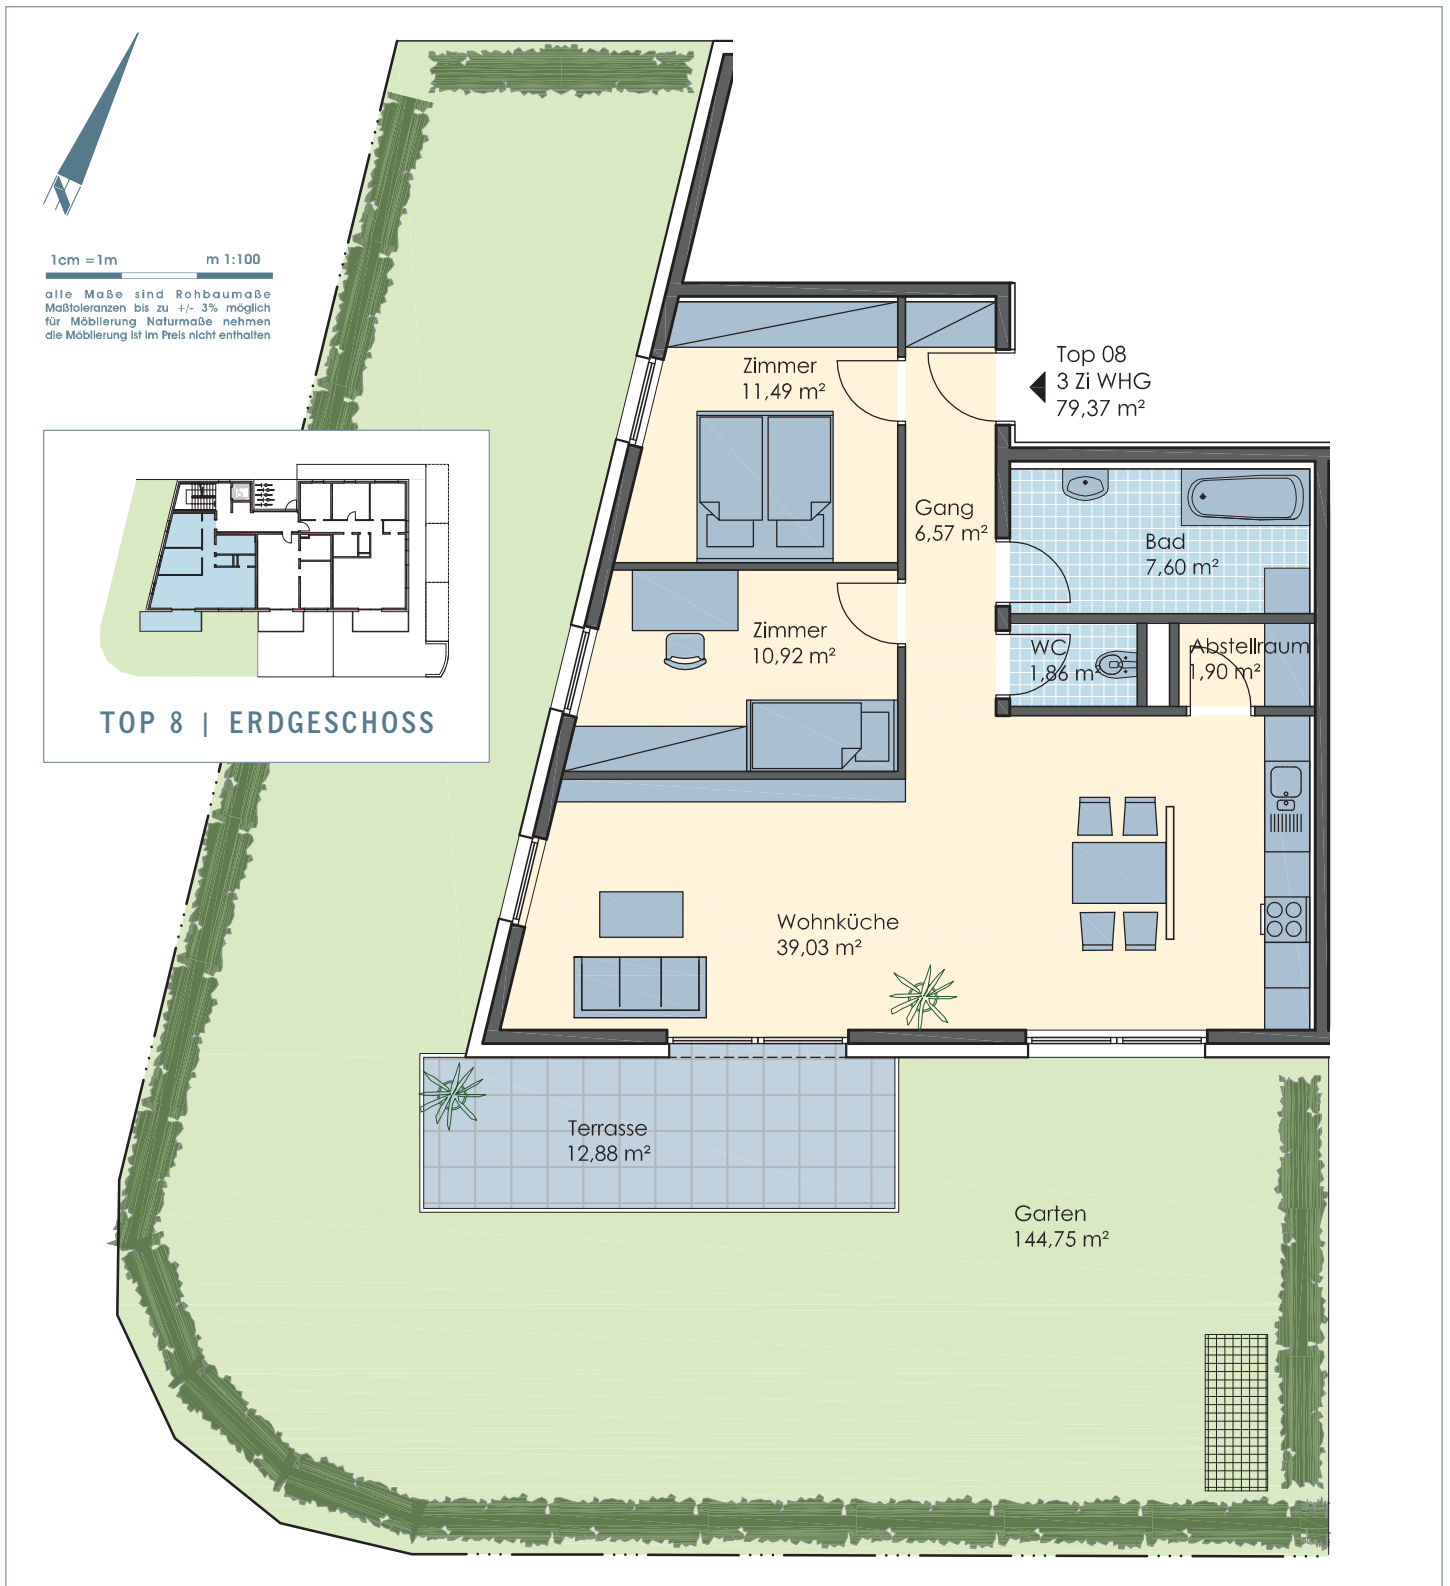 N
1cm =1m m 1:100
alle Maße sind Rohbaumaße
Maßtoleranzen bis zu +/- 3% möglich
für Möblierung Naturmaße nehmen
die Möblierung ist im Preis nicht enthalten
TOP 8 | ERDGESCHOSS
Top 08
3 Zi WHG
79,37 m²
Zimmer
11,49 m²
Gang
6,57 m²
Bad
7,60 m²
Zimmer
10,92 m²
WC
1,86 m²
Abstellraum
1,90 m²
Wohnküche
39,03 m²
Terrasse
12,88 m²
Garten
144,75 m²